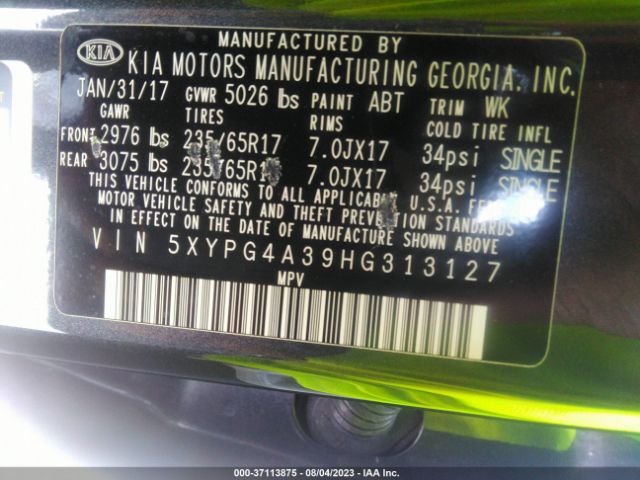 MANUFACTURED BY
KIA KIA MOTORS MANUFACTURING GEORGIA, INC.
JAN/31/17 GVWR 5026 lbs PAINT ABT TRIM WK
GAWR TIRES RIMS COLD TIRE INFL
FRONT 2976 lbs 235/65R17 7.0JX17 34psi SINGLE
REAR 3075 lbs 235/65R17 7.0JX17 34psi SINGLE
THIS VEHICLE CONFORMS TO ALL APPLICABLE U.S.A.
MOTOR VEHICLE SAFETY AND THEFT PREVENTION STANDARDS
IN EFFECT ON THE DATE OF MANUFACTURE SHOWN ABOVE
VIN 5XYPG4A39HG313127
MPV
000-37113875 - 08/04/2023 - IAA Inc.